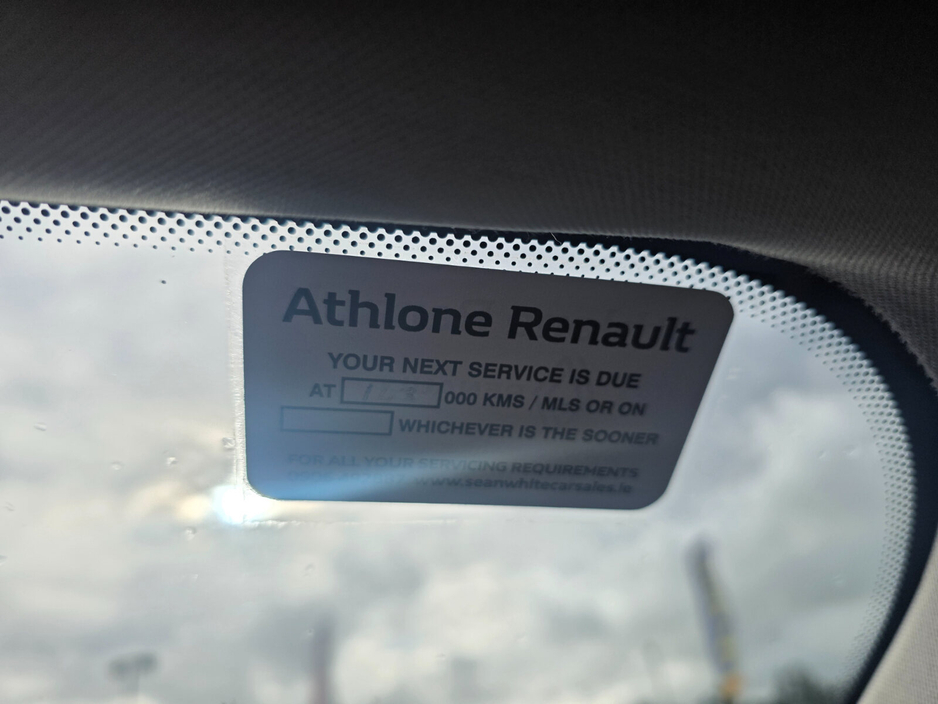 Athlone Renault
YOUR NEXT SERVICE IS DUE
AT 000 KMS / MLS OR ON
WHICHEVER IS THE SOONER
FOR ALL YOUR SERVICING REQUIREMENTS
www.seanwhitecarsales.ie